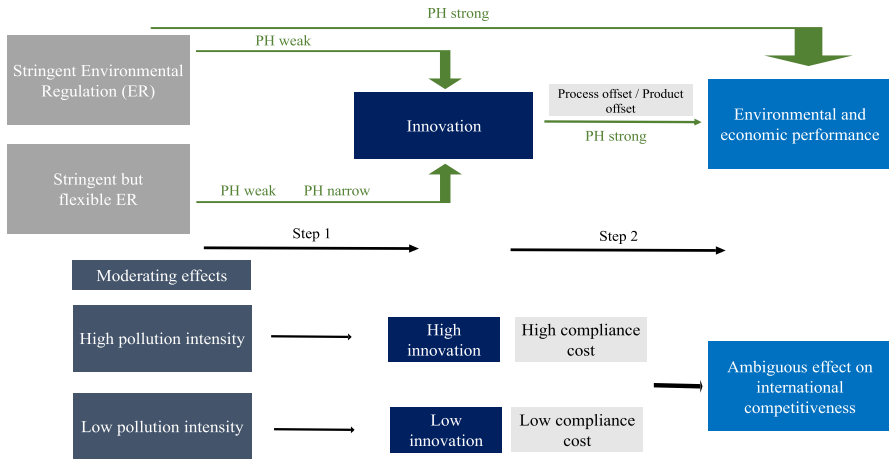 PH strong
PH weak
Stringent Environmental
Regulation (ER)
Process offset / Product
offset
Innovation
Environmental and
economic performance
PH strong
Stringent but
flexible ER
PH weak PH narrow
Step 1
Step 2
Moderating effects
High pollution intensity
High
innovation
High compliance
cost
Ambiguous effect on
international
competitiveness
Low pollution intensity
Low
innovation
Low compliance
cost